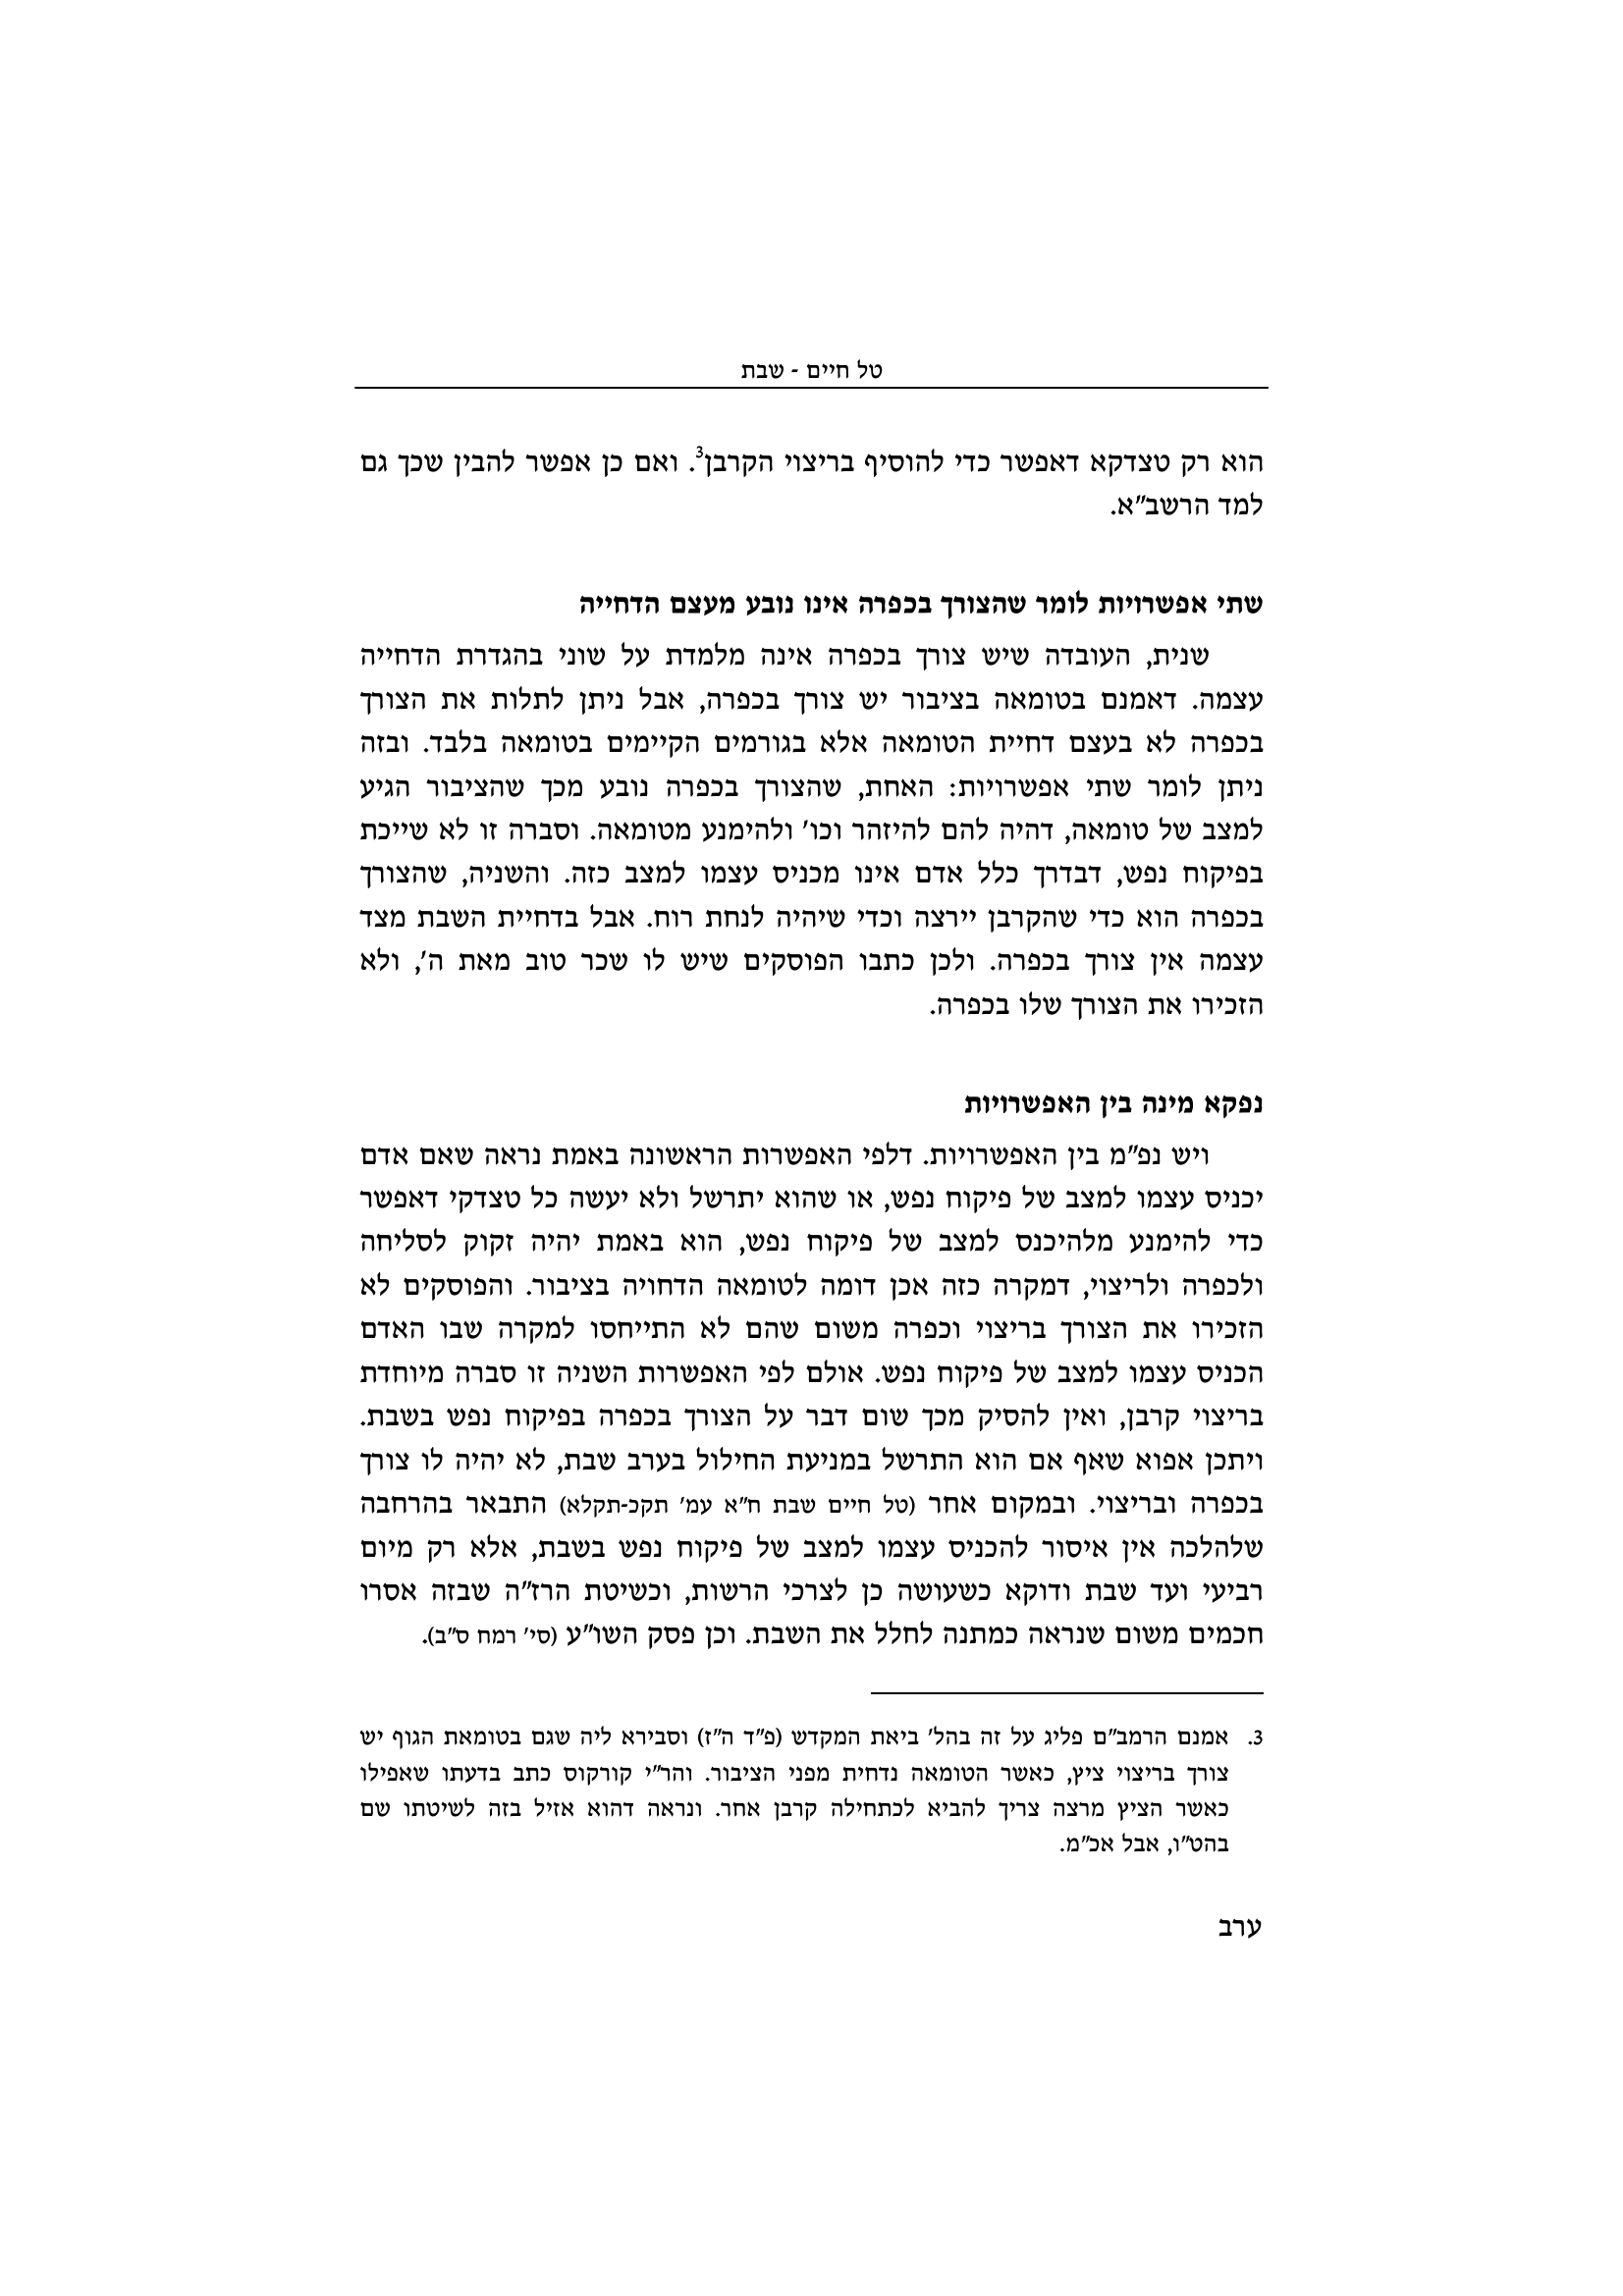 טל חיים - שבת
הוא רק טצדקא דאפשר כדי להוסיף בריצוי הקרבן3. ואם כן אפשר להבין שכך גם
למד הרשב"א.
שתי אפשרויות לומר שהצורך בכפרה אינו נובע מעצם הדחייה
שנית, העובדה שיש צורך בכפרה אינה מלמדת על שוני בהגדרת הדחייה
עצמה. דאמנם בטומאה בציבור יש צורך בכפרה, אבל ניתן לתלות את הצורך
בכפרה לא בעצם דחיית הטומאה אלא בגורמים הקיימים בטומאה בלבד. ובזה
ניתן לומר שתי אפשרויות: האחת, שהצורך בכפרה נובע מכך שהציבור הגיע
למצב של טומאה, דהיה להם להיזהר וכו' ולהימנע מטומאה. וסברה זו לא שייכת
בפיקוח נפש, דבדרך כלל אדם אינו מכניס עצמו למצב כזה. והשניה, שהצורך
בכפרה הוא כדי שהקרבן יירצה וכדי שיהיה לנחת רוח. אבל בדחיית השבת מצד
עצמה אין צורך בכפרה. ולכן כתבו הפוסקים שיש לו שכר טוב מאת ה', ולא
הזכירו את הצורך שלו בכפרה.
נפקא מינה בין האפשרויות
ויש נפ"מ בין האפשרויות. דלפי האפשרות הראשונה באמת נראה שאם אדם
יכניס עצמו למצב של פיקוח נפש, או שהוא יתרשל ולא יעשה כל טצדקי דאפשר
כדי להימנע מלהיכנס למצב של פיקוח נפש, הוא באמת יהיה זקוק לסליחה
ולכפרה ולריצוי, דמקרה כזה אכן דומה לטומאה הדחויה בציבור. והפוסקים לא
הזכירו את הצורך בריצוי וכפרה משום שהם לא התייחסו למקרה שבו האדם
הכניס עצמו למצב של פיקוח נפש. אולם לפי האפשרות השניה זו סברה מיוחדת
בריצוי קרבן, ואין להסיק מכך שום דבר על הצורך בכפרה בפיקוח נפש בשבת.
ויתכן אפוא שאף אם הוא התרשל במניעת החילול בערב שבת, לא יהיה לו צורך
בכפרה ובריצוי. ובמקום אחר (טל חיים שבת ח"א עמ' תקכ-תקלא) התבאר בהרחבה
שלהלכה אין איסור להכניס עצמו למצב של פיקוח נפש בשבת, אלא רק מיום
רביעי ועד שבת ודוקא כשעושה כן לצרכי הרשות, וכשיטת הרז"ה שבזה אסרו
חכמים משום שנראה כמתנה לחלל את השבת. וכן פסק השו"ע (סי' רמח ס"ב).
3. אמנם הרמב"ם פליג על זה בהל' ביאת המקדש (פ"ד ה"ז) וסבירא ליה שגם בטומאת הגוף יש
צורך בריצוי ציץ, כאשר הטומאה נדחית מפני הציבור. והר"י קורקוס כתב בדעתו שאפילו
כאשר הציץ מרצה צריך להביא לכתחילה קרבן אחר. ונראה דהוא אזיל בזה לשיטתו שם
בהט"ו, אבל אכ"מ.
ערב